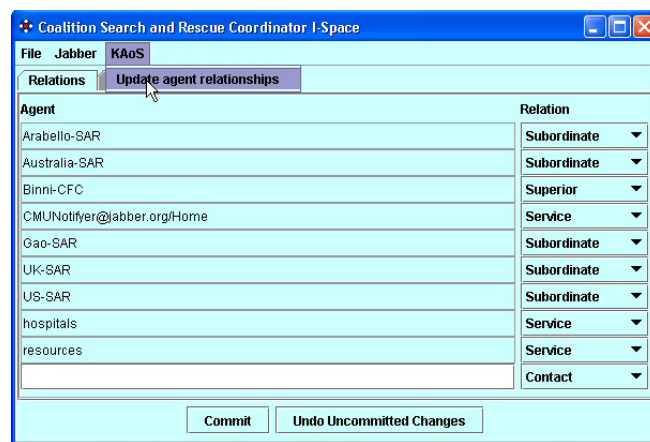 Coalition Search and Rescue Coordinator I-Space
File Jabber KAoS
Relations Update agent relationships
Agent Relation
Arabello-SAR Subordinate
Australia-SAR Subordinate
Binni-CFC Superior
CMUNotifyer@jabber.org/Home Service
Gao-SAR Subordinate
UK-SAR Subordinate
US-SAR Subordinate
hospitals Service
resources Service
Contact
Commit Undo Uncommitted Changes